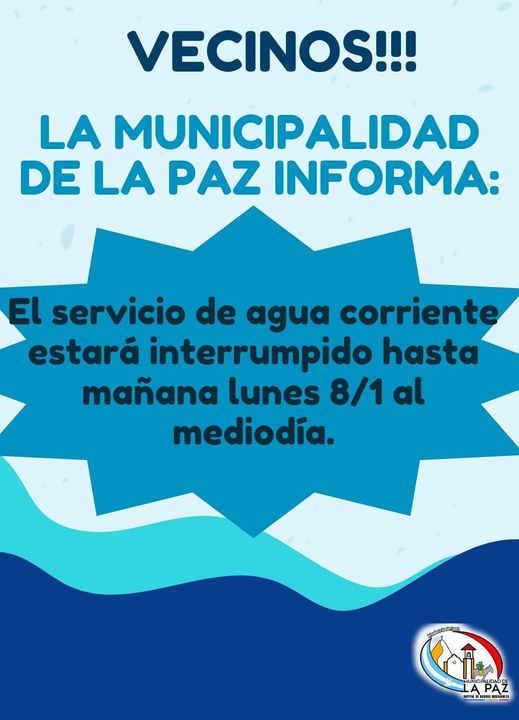 VECINOS!!!
LA MUNICIPALIDAD
DE LA PAZ INFORMA:
El servicio de agua corriente
estará interrumpido hasta
mañana lunes 8/1 al
mediodía.
MUNICIPALIDAD DE
LA PAZ